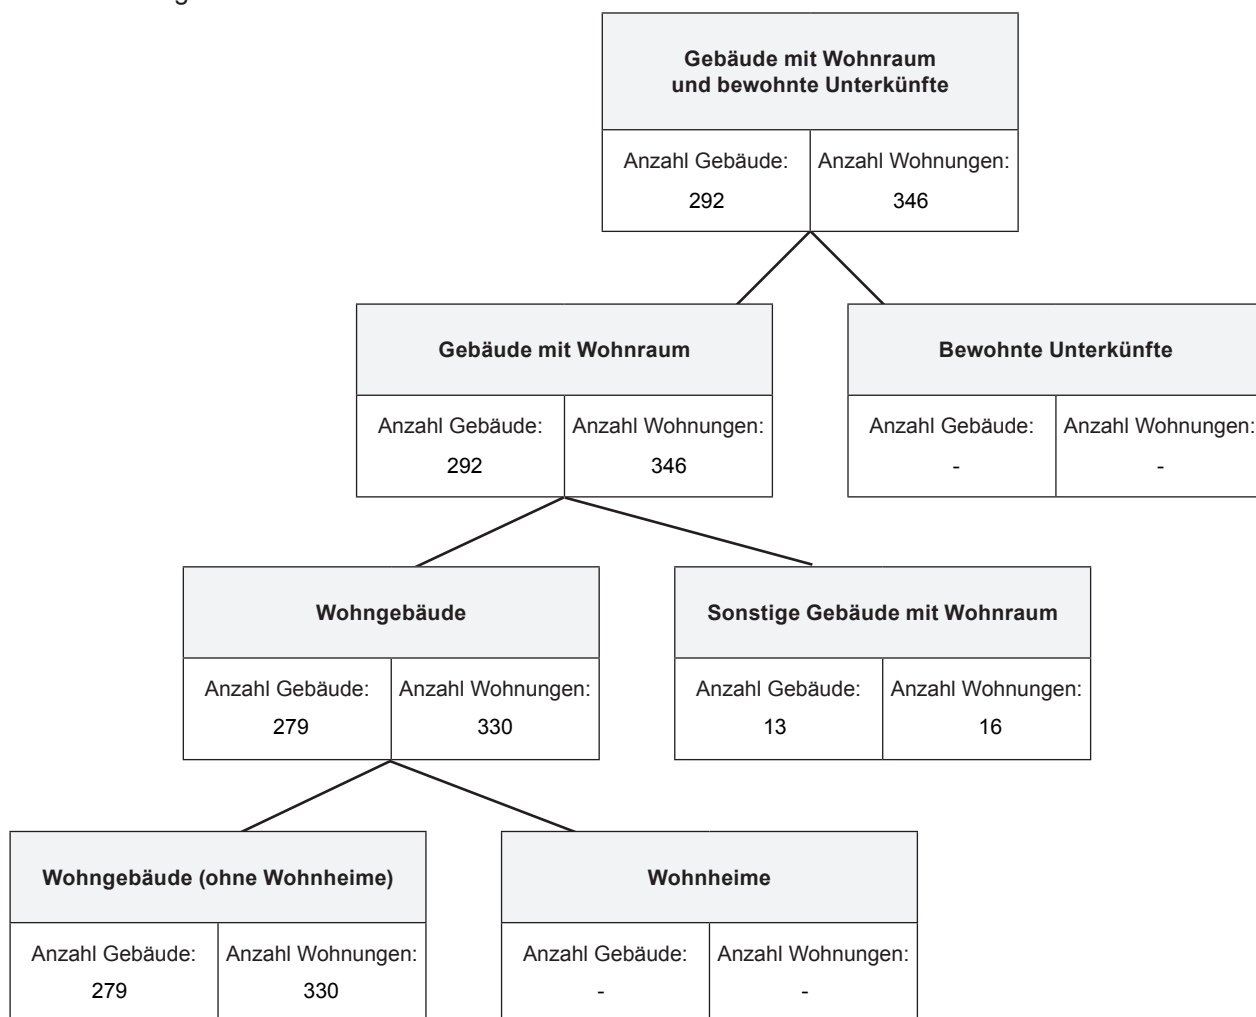 Gebäude mit Wohnraum
und bewohnte Unterkünfte
Anzahl Gebäude: Anzahl Wohnungen:
292 346
Gebäude mit Wohnraum
Anzahl Gebäude: Anzahl Wohnungen:
292 346
Bewohnte Unterkünfte
Anzahl Gebäude: Anzahl Wohnungen:
- -
Wohngebäude
Anzahl Gebäude: Anzahl Wohnungen:
279 330
Sonstige Gebäude mit Wohnraum
Anzahl Gebäude: Anzahl Wohnungen:
13 16
Wohngebäude (ohne Wohnheime)
Anzahl Gebäude: Anzahl Wohnungen:
279 330
Wohnheime
Anzahl Gebäude: Anzahl Wohnungen:
- -